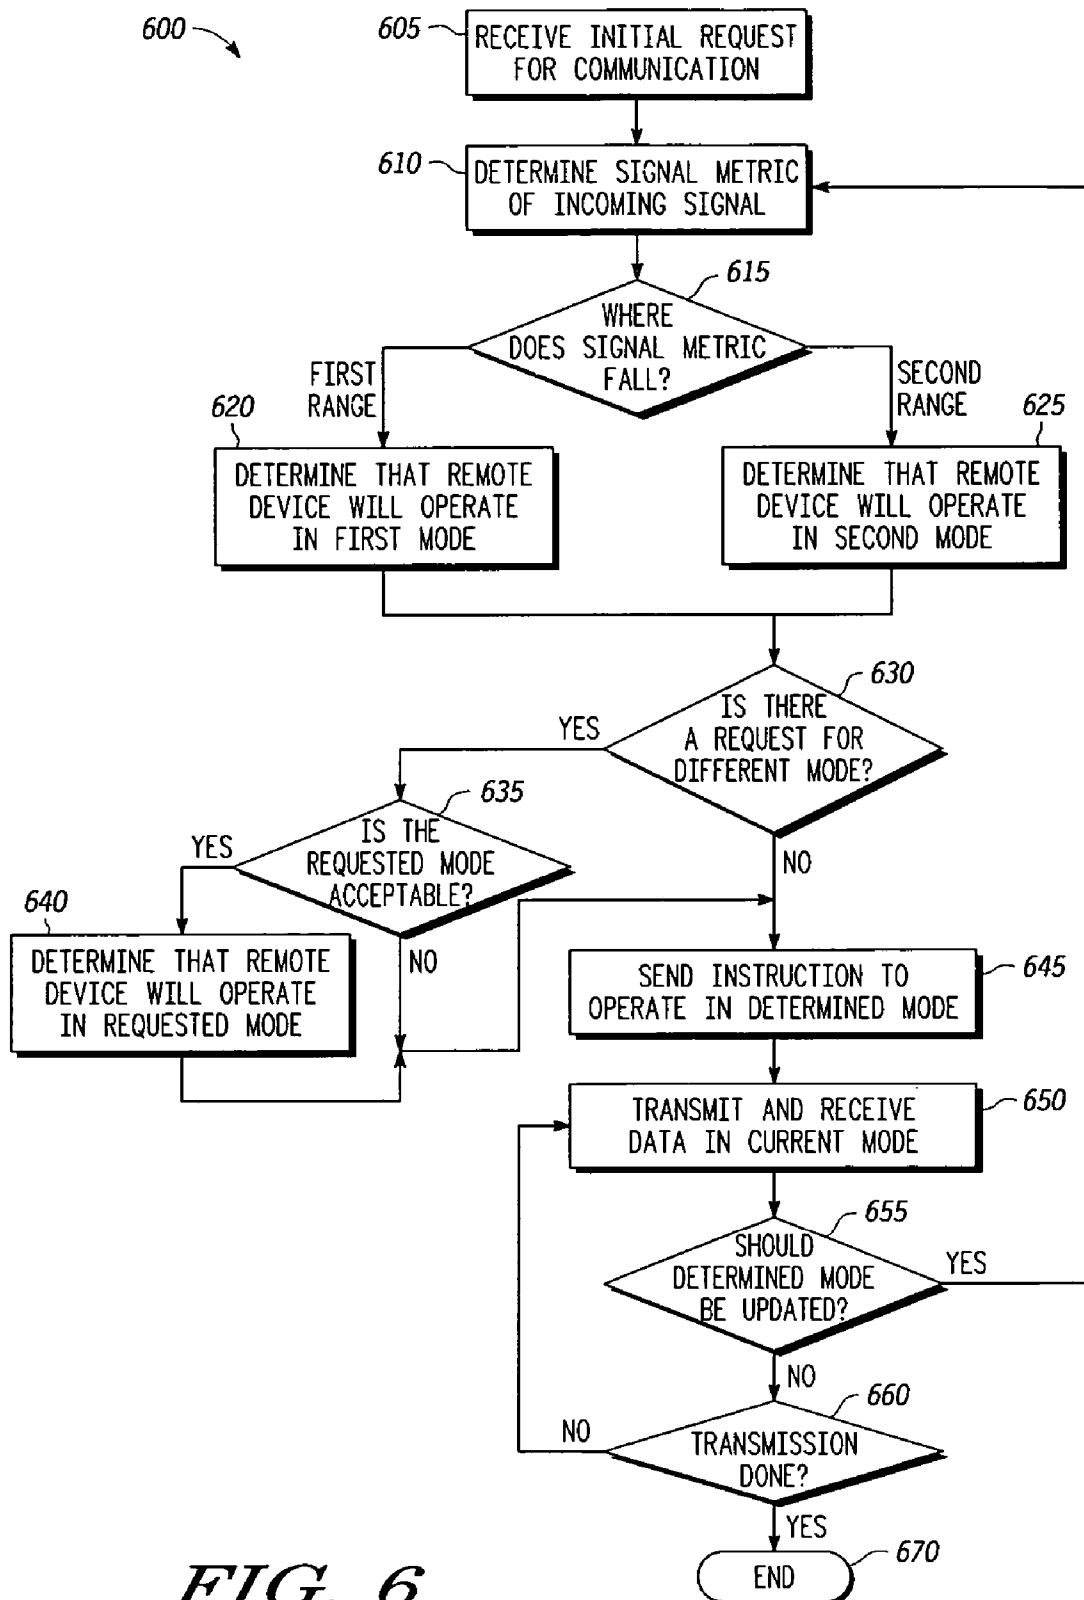 600
605
RECEIVE INITIAL REQUEST
FOR COMMUNICATION
610
DETERMINE SIGNAL METRIC
OF INCOMING SIGNAL
615
WHERE
DOES SIGNAL METRIC
FALL?
FIRST
RANGE
SECOND
RANGE
620
DETERMINE THAT REMOTE
DEVICE WILL OPERATE
IN FIRST MODE
625
DETERMINE THAT REMOTE
DEVICE WILL OPERATE
IN SECOND MODE
630
IS THERE
A REQUEST FOR
DIFFERENT MODE?
YES
NO
635
IS THE
REQUESTED MODE
ACCEPTABLE?
YES
NO
640
DETERMINE THAT REMOTE
DEVICE WILL OPERATE
IN REQUESTED MODE
SEND INSTRUCTION TO
OPERATE IN DETERMINED MODE
645
TRANSMIT AND RECEIVE
DATA IN CURRENT MODE
650
655
SHOULD
DETERMINED MODE
BE UPDATED?
YES
NO
660
TRANSMISSION
DONE?
NO
YES
END
670
FIG. 6